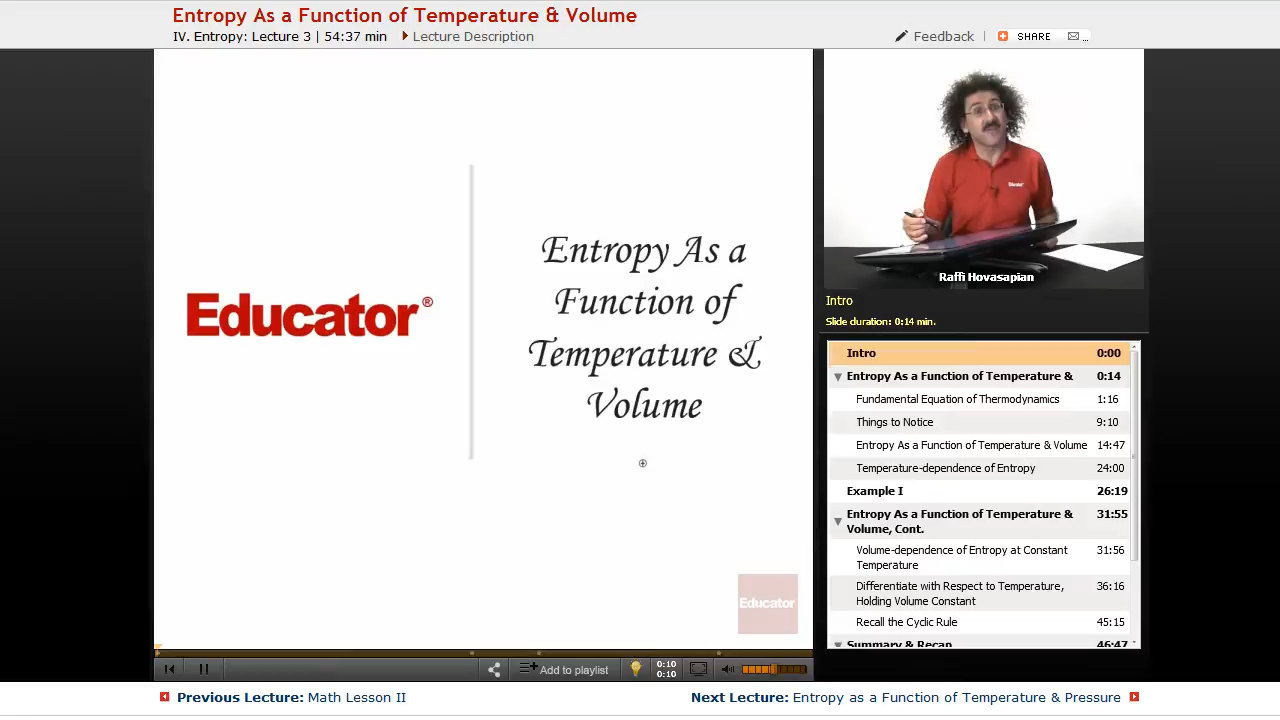 Entropy As a Function of Temperature & Volume
IV. Entropy: Lecture 3 | 54:37 min
Lecture Description
Feedback
SHARE
...
Educator®
Entropy As a
Function of
Temperature &
Volume
Educator
Educator
Raffi Hovasapian
Intro
Slide duration: 0:14 min.
Intro 0:00
Entropy As a Function of Temperature & 0:14
Fundamental Equation of Thermodynamics 1:16
Things to Notice 9:10
Entropy As a Function of Temperature & Volume 14:47
Temperature-dependence of Entropy 24:00
Example I 26:19
Entropy As a Function of Temperature & 31:55
Volume, Cont.
Volume-dependence of Entropy at Constant 31:56
Temperature
Differentiate with Respect to Temperature, 36:16
Holding Volume Constant
Recall the Cyclic Rule 45:15
Summary & Recap 46:47
Add to playlist
0:10
0:10
Previous Lecture: Math Lesson II
Next Lecture: Entropy as a Function of Temperature & Pressure